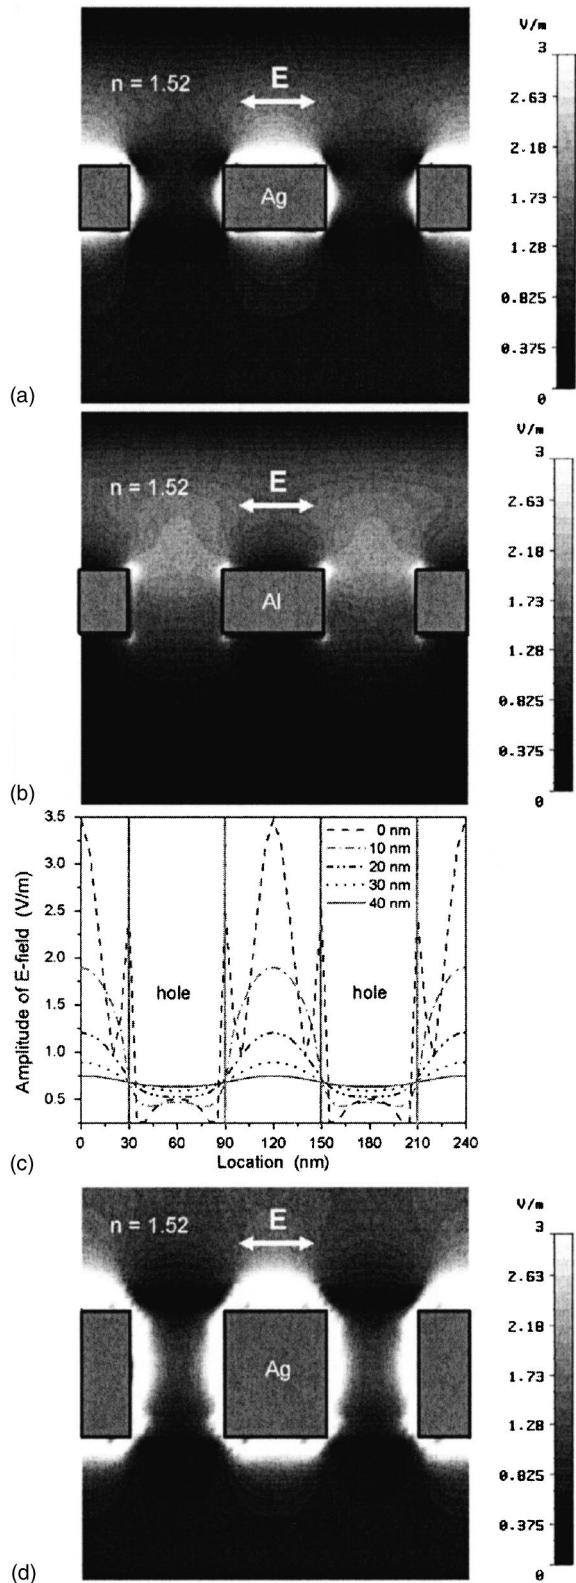 V/m
3
2.63
2.18
1.73
1.28
0.825
0.375
0
n = 1.52
E
Ag
(a)
V/m
3
2.63
2.18
1.73
1.28
0.825
0.375
0
n = 1.52
E
Al
(b)
3.5
3.0
2.5
2.0
1.5
1.0
0.5
Amplitude of E-field (V/m)
0 nm
10 nm
20 nm
30 nm
40 nm
hole
hole
0 30 60 90 120 150 180 210 240
Location (nm)
(c)
V/m
3
2.63
2.18
1.73
1.28
0.825
0.375
0
n = 1.52
E
Ag
(d)